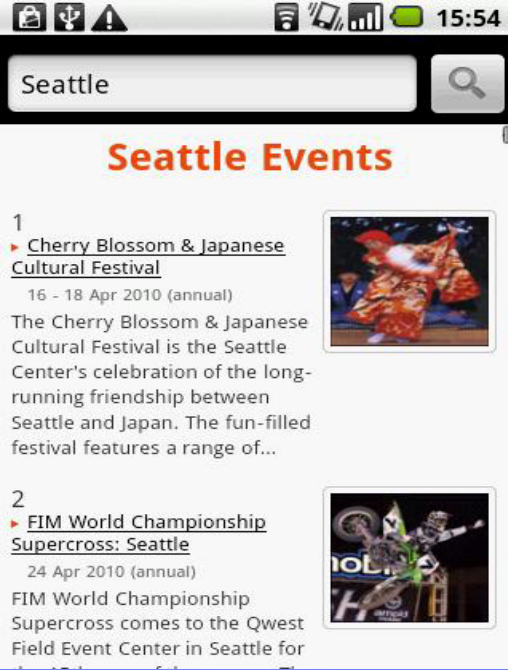 15:54
Seattle
Seattle Events
1
Cherry Blossom & Japanese
Cultural Festival
16 - 18 Apr 2010 (annual)
The Cherry Blossom & Japanese
Cultural Festival is the Seattle
Center's celebration of the long-
running friendship between
Seattle and Japan. The fun-filled
festival features a range of...
2
FIM World Championship
Supercross: Seattle
24 Apr 2010 (annual)
FIM World Championship
Supercross comes to the Qwest
Field Event Center in Seattle for